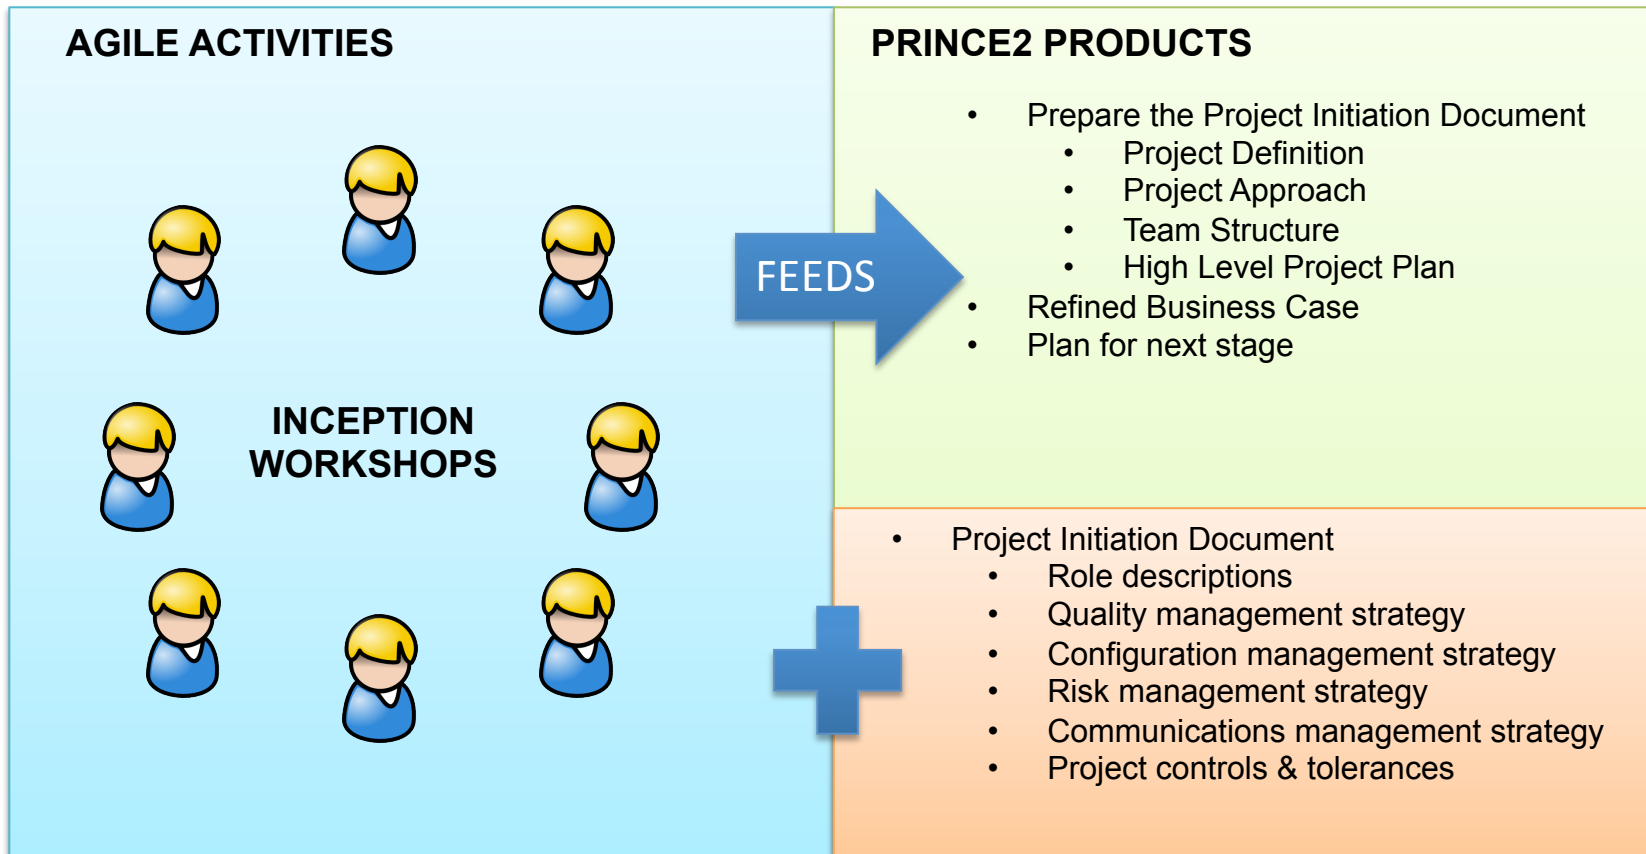 AGILE ACTIVITIES
INCEPTION
WORKSHOPS
FEEDS
PRINCE2 PRODUCTS
• Prepare the Project Initiation Document
• Project Definition
• Project Approach
• Team Structure
• High Level Project Plan
• Refined Business Case
• Plan for next stage
• Project Initiation Document
• Role descriptions
• Quality management strategy
• Configuration management strategy
• Risk management strategy
• Communications management strategy
• Project controls & tolerances